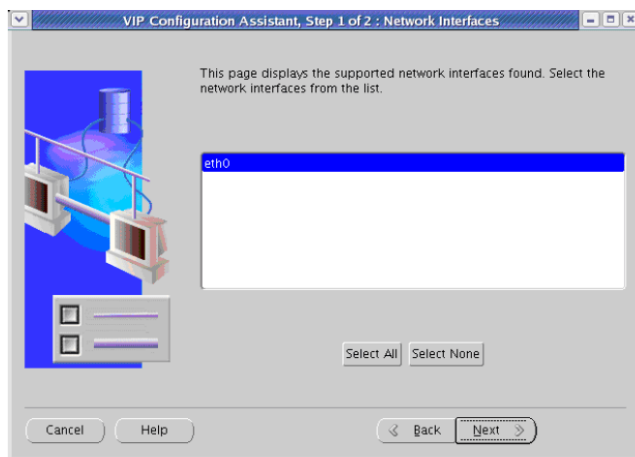 VIP Configuration Assistant, Step 1 of 2 : Network Interfaces
This page displays the supported network interfaces found. Select the
network interfaces from the list.
eth0
Select All Select None
Cancel Help Back Next